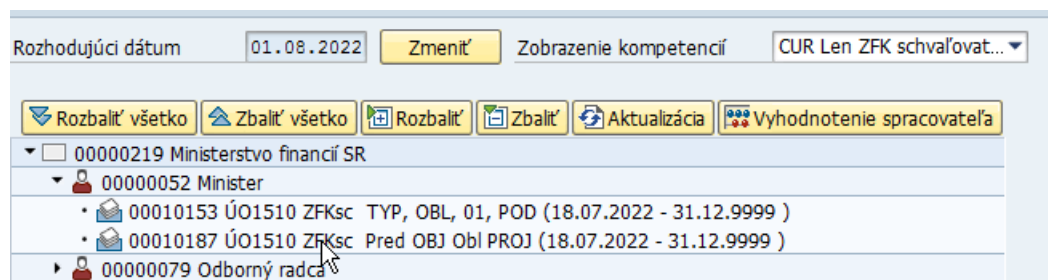 Rozhodujúci dátum 01.08.2022 Zmeniť Zobrazenie kompetencií CUR Len ZFK schvaľovat...
Rozbaliť všetko Zbaliť všetko Rozbaliť Zbaliť Aktualizácia Vyhodnotenie spracovateľa
00000219 Ministerstvo financií SR
00000052 Minister
00010153 ÚO1510 ZFKsc TYP, OBL, 01, POD (18.07.2022 - 31.12.9999 )
00010187 ÚO1510 ZFKsc Pred OBJ Obl PROJ (18.07.2022 - 31.12.9999 )
00000079 Odborný radca